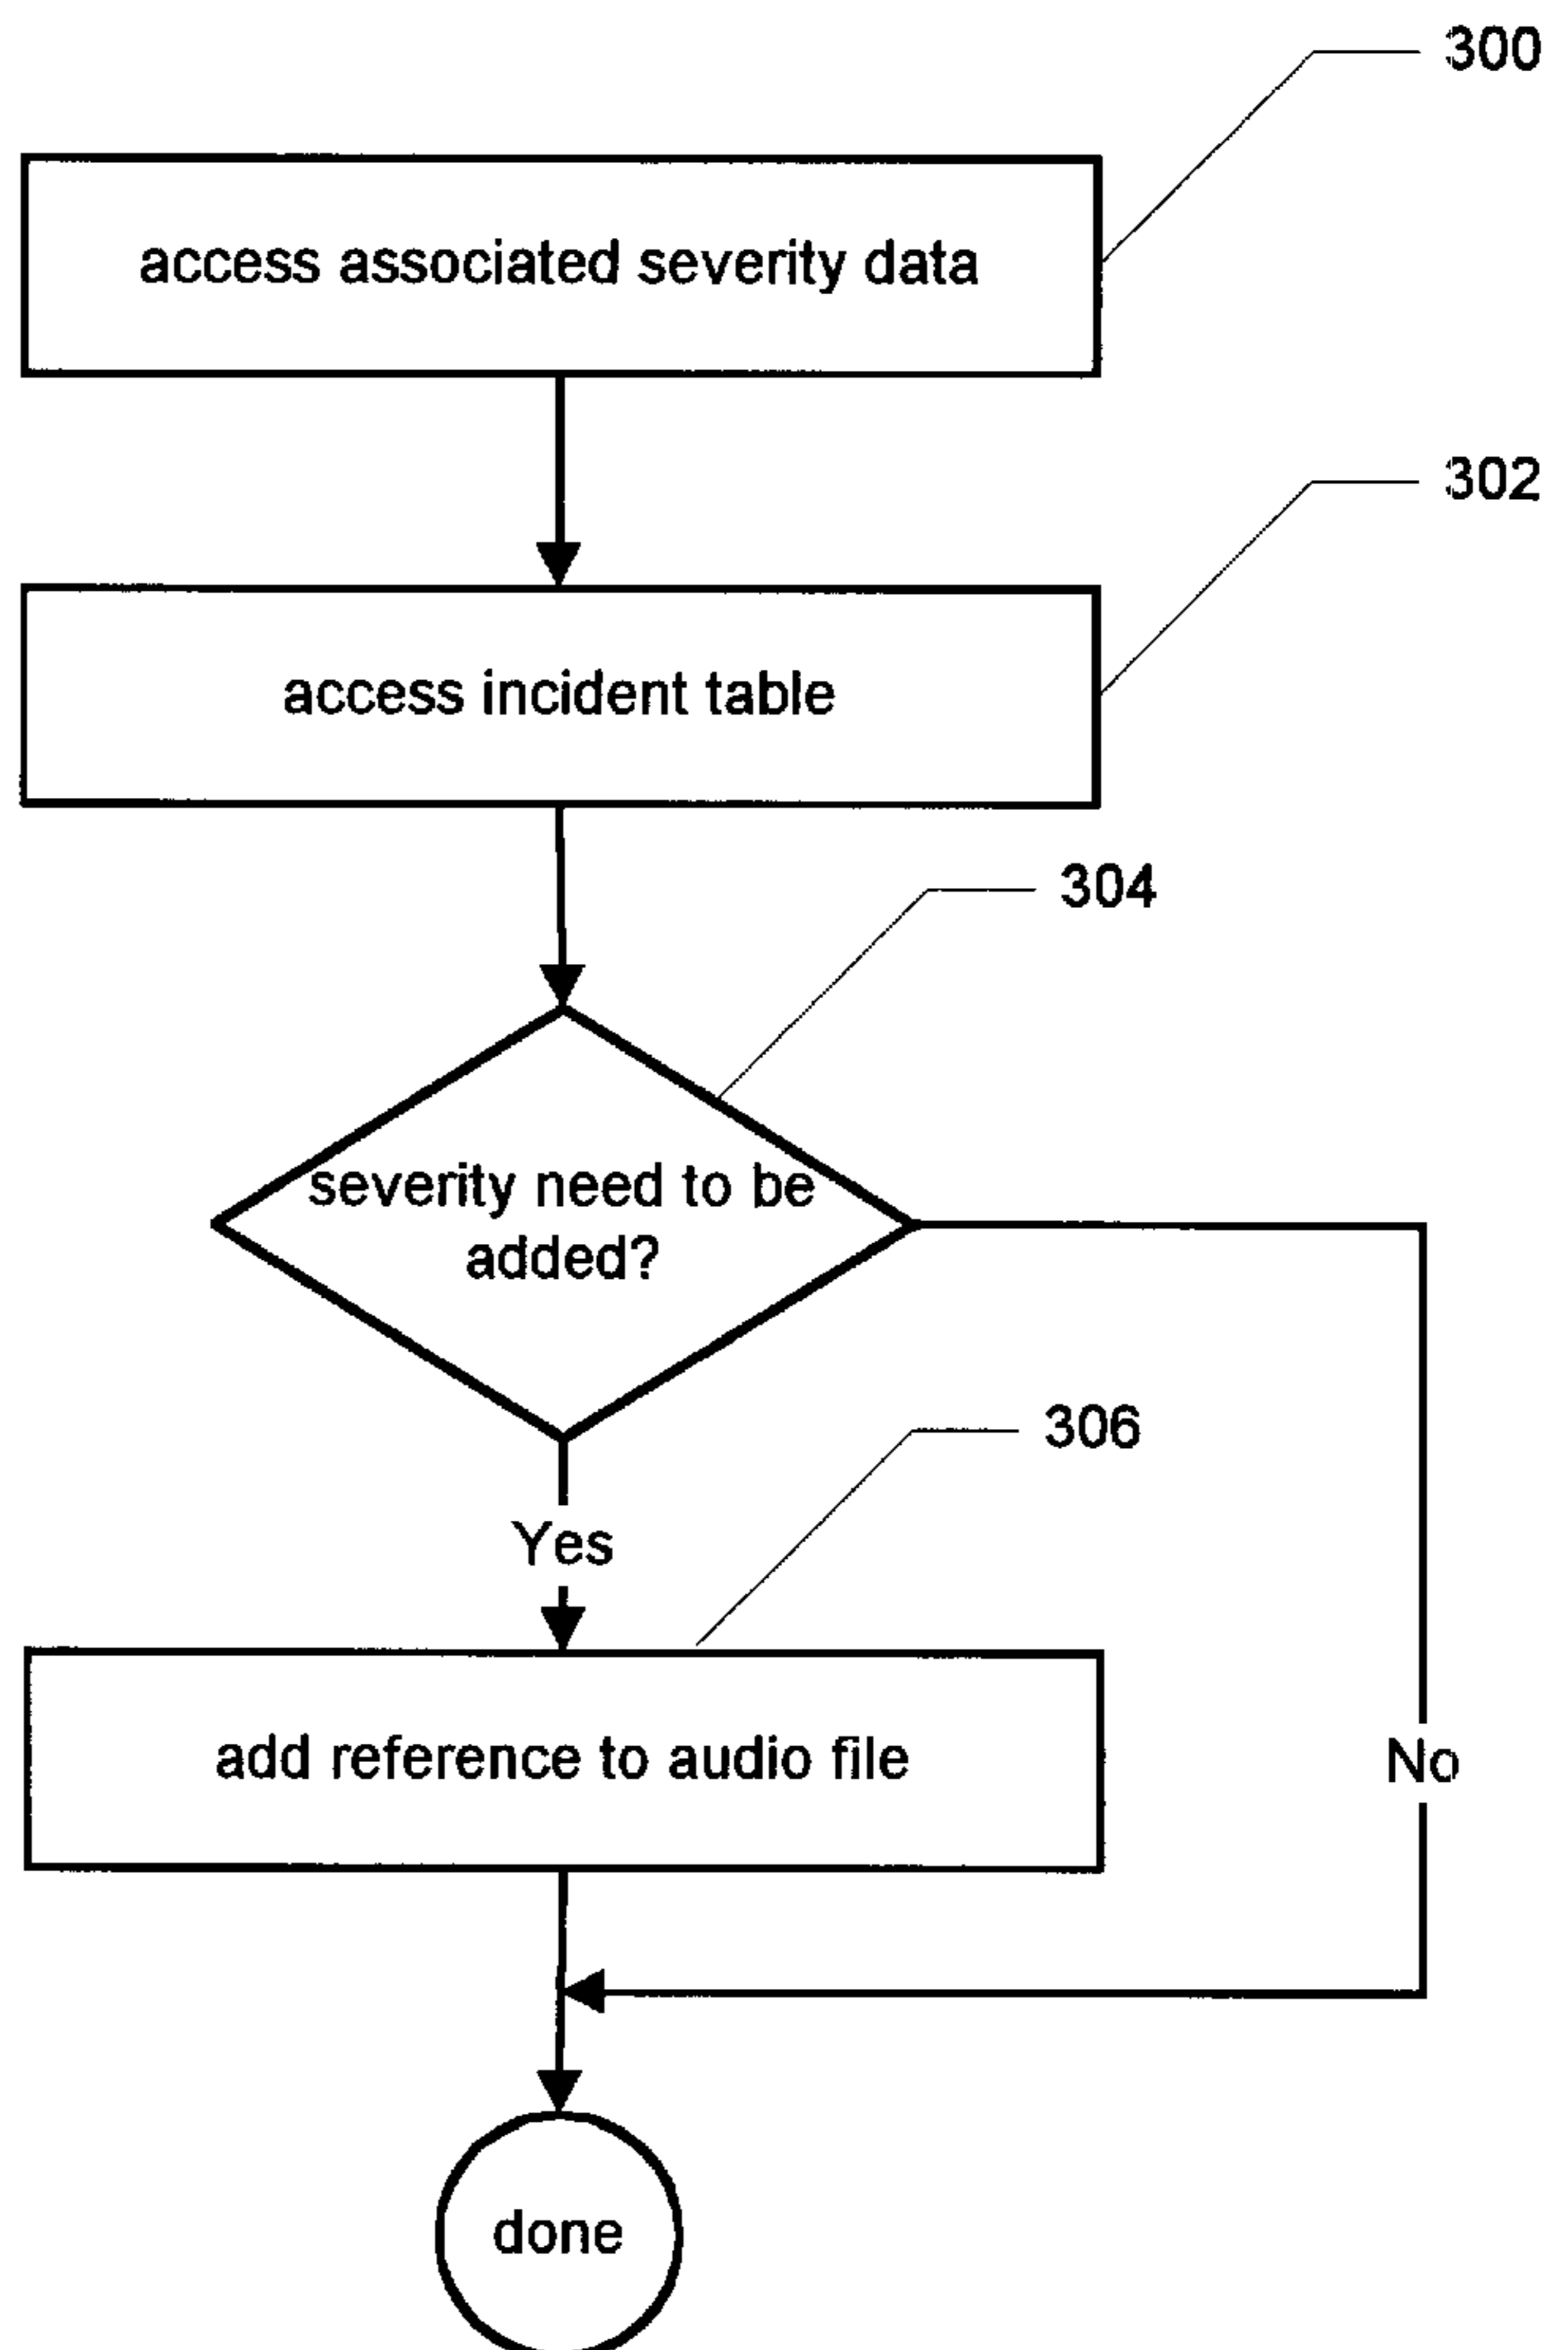 300
access associated severity data
302
access incident table
304
severity need to be
added?
306
Yes
add reference to audio file
No
done